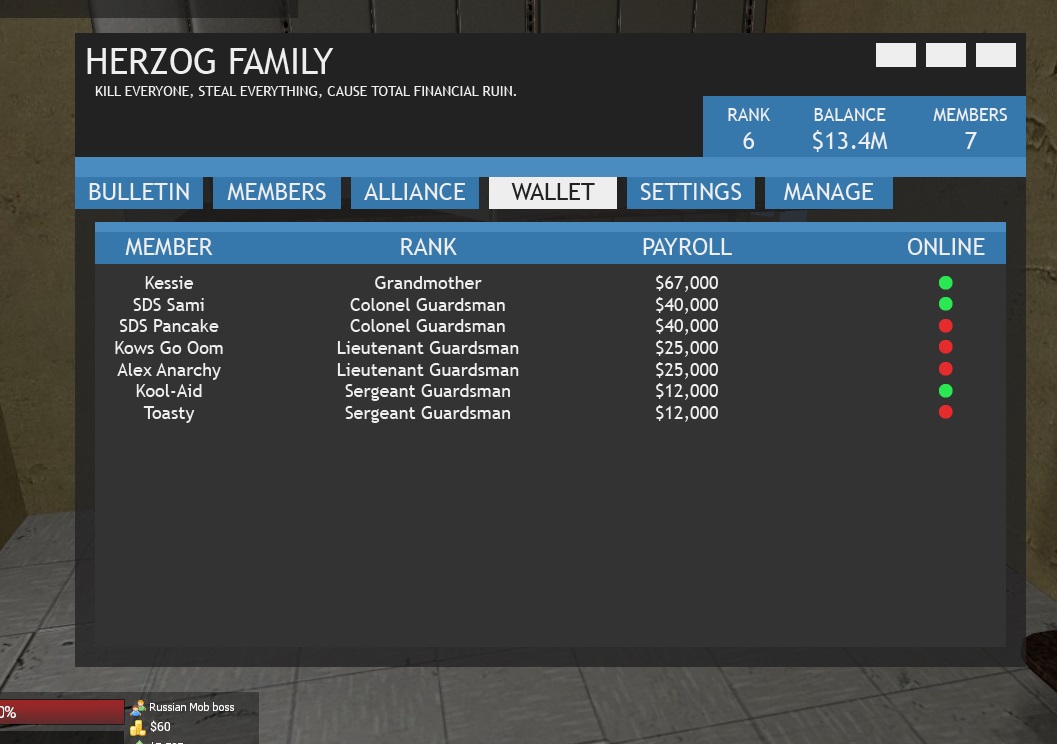 HERZOG FAMILY
KILL EVERYONE, STEAL EVERYTHING, CAUSE TOTAL FINANCIAL RUIN.
RANK BALANCE MEMBERS
6 $13.4M 7
BULLETIN MEMBERS ALLIANCE WALLET SETTINGS MANAGE
MEMBER RANK PAYROLL ONLINE
Kessie Grandmother $67,000
SDS Sami Colonel Guardsman $40,000
SDS Pancake Colonel Guardsman $40,000
Kows Go Oom Lieutenant Guardsman $25,000
Alex Anarchy Lieutenant Guardsman $25,000
Kool-Aid Sergeant Guardsman $12,000
Toasty Sergeant Guardsman $12,000
Russian Mob boss
$60